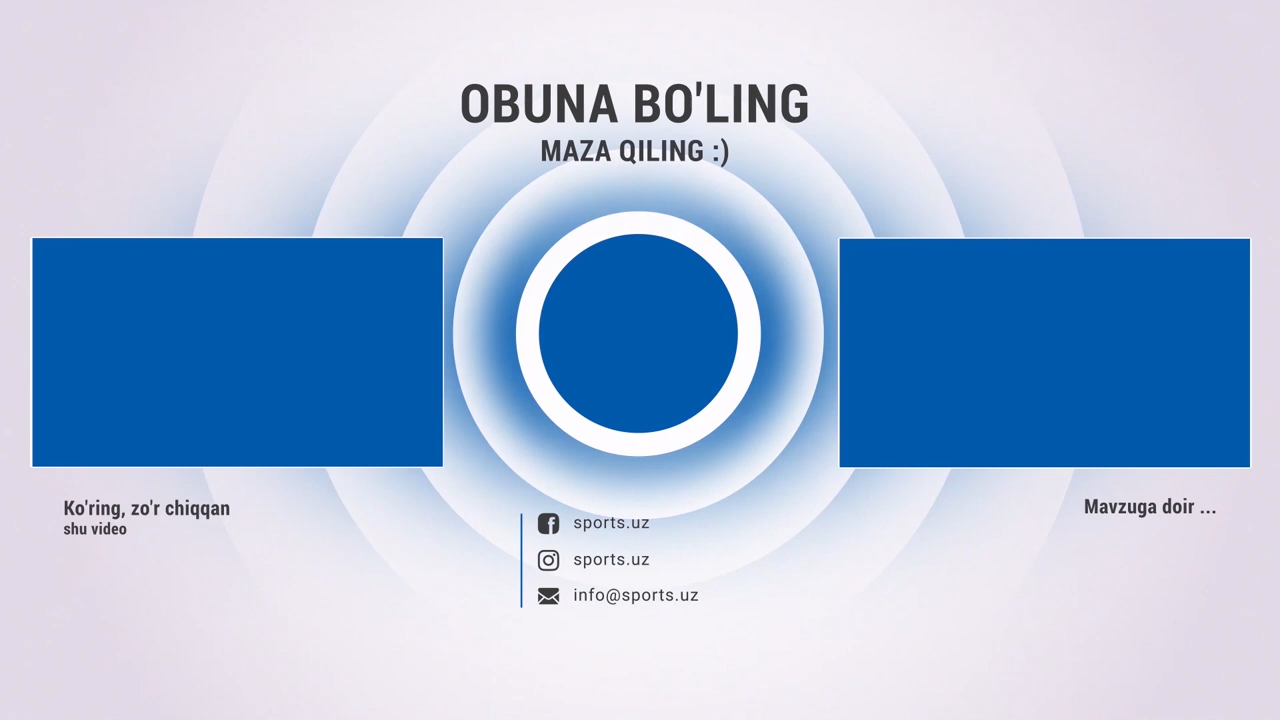 OBUNA BO'LING
MAZA QILING :)
Ko'ring, zo'r chiqqan
shu video
Mavzuga doir ...
sports.uz
sports.uz
info@sports.uz